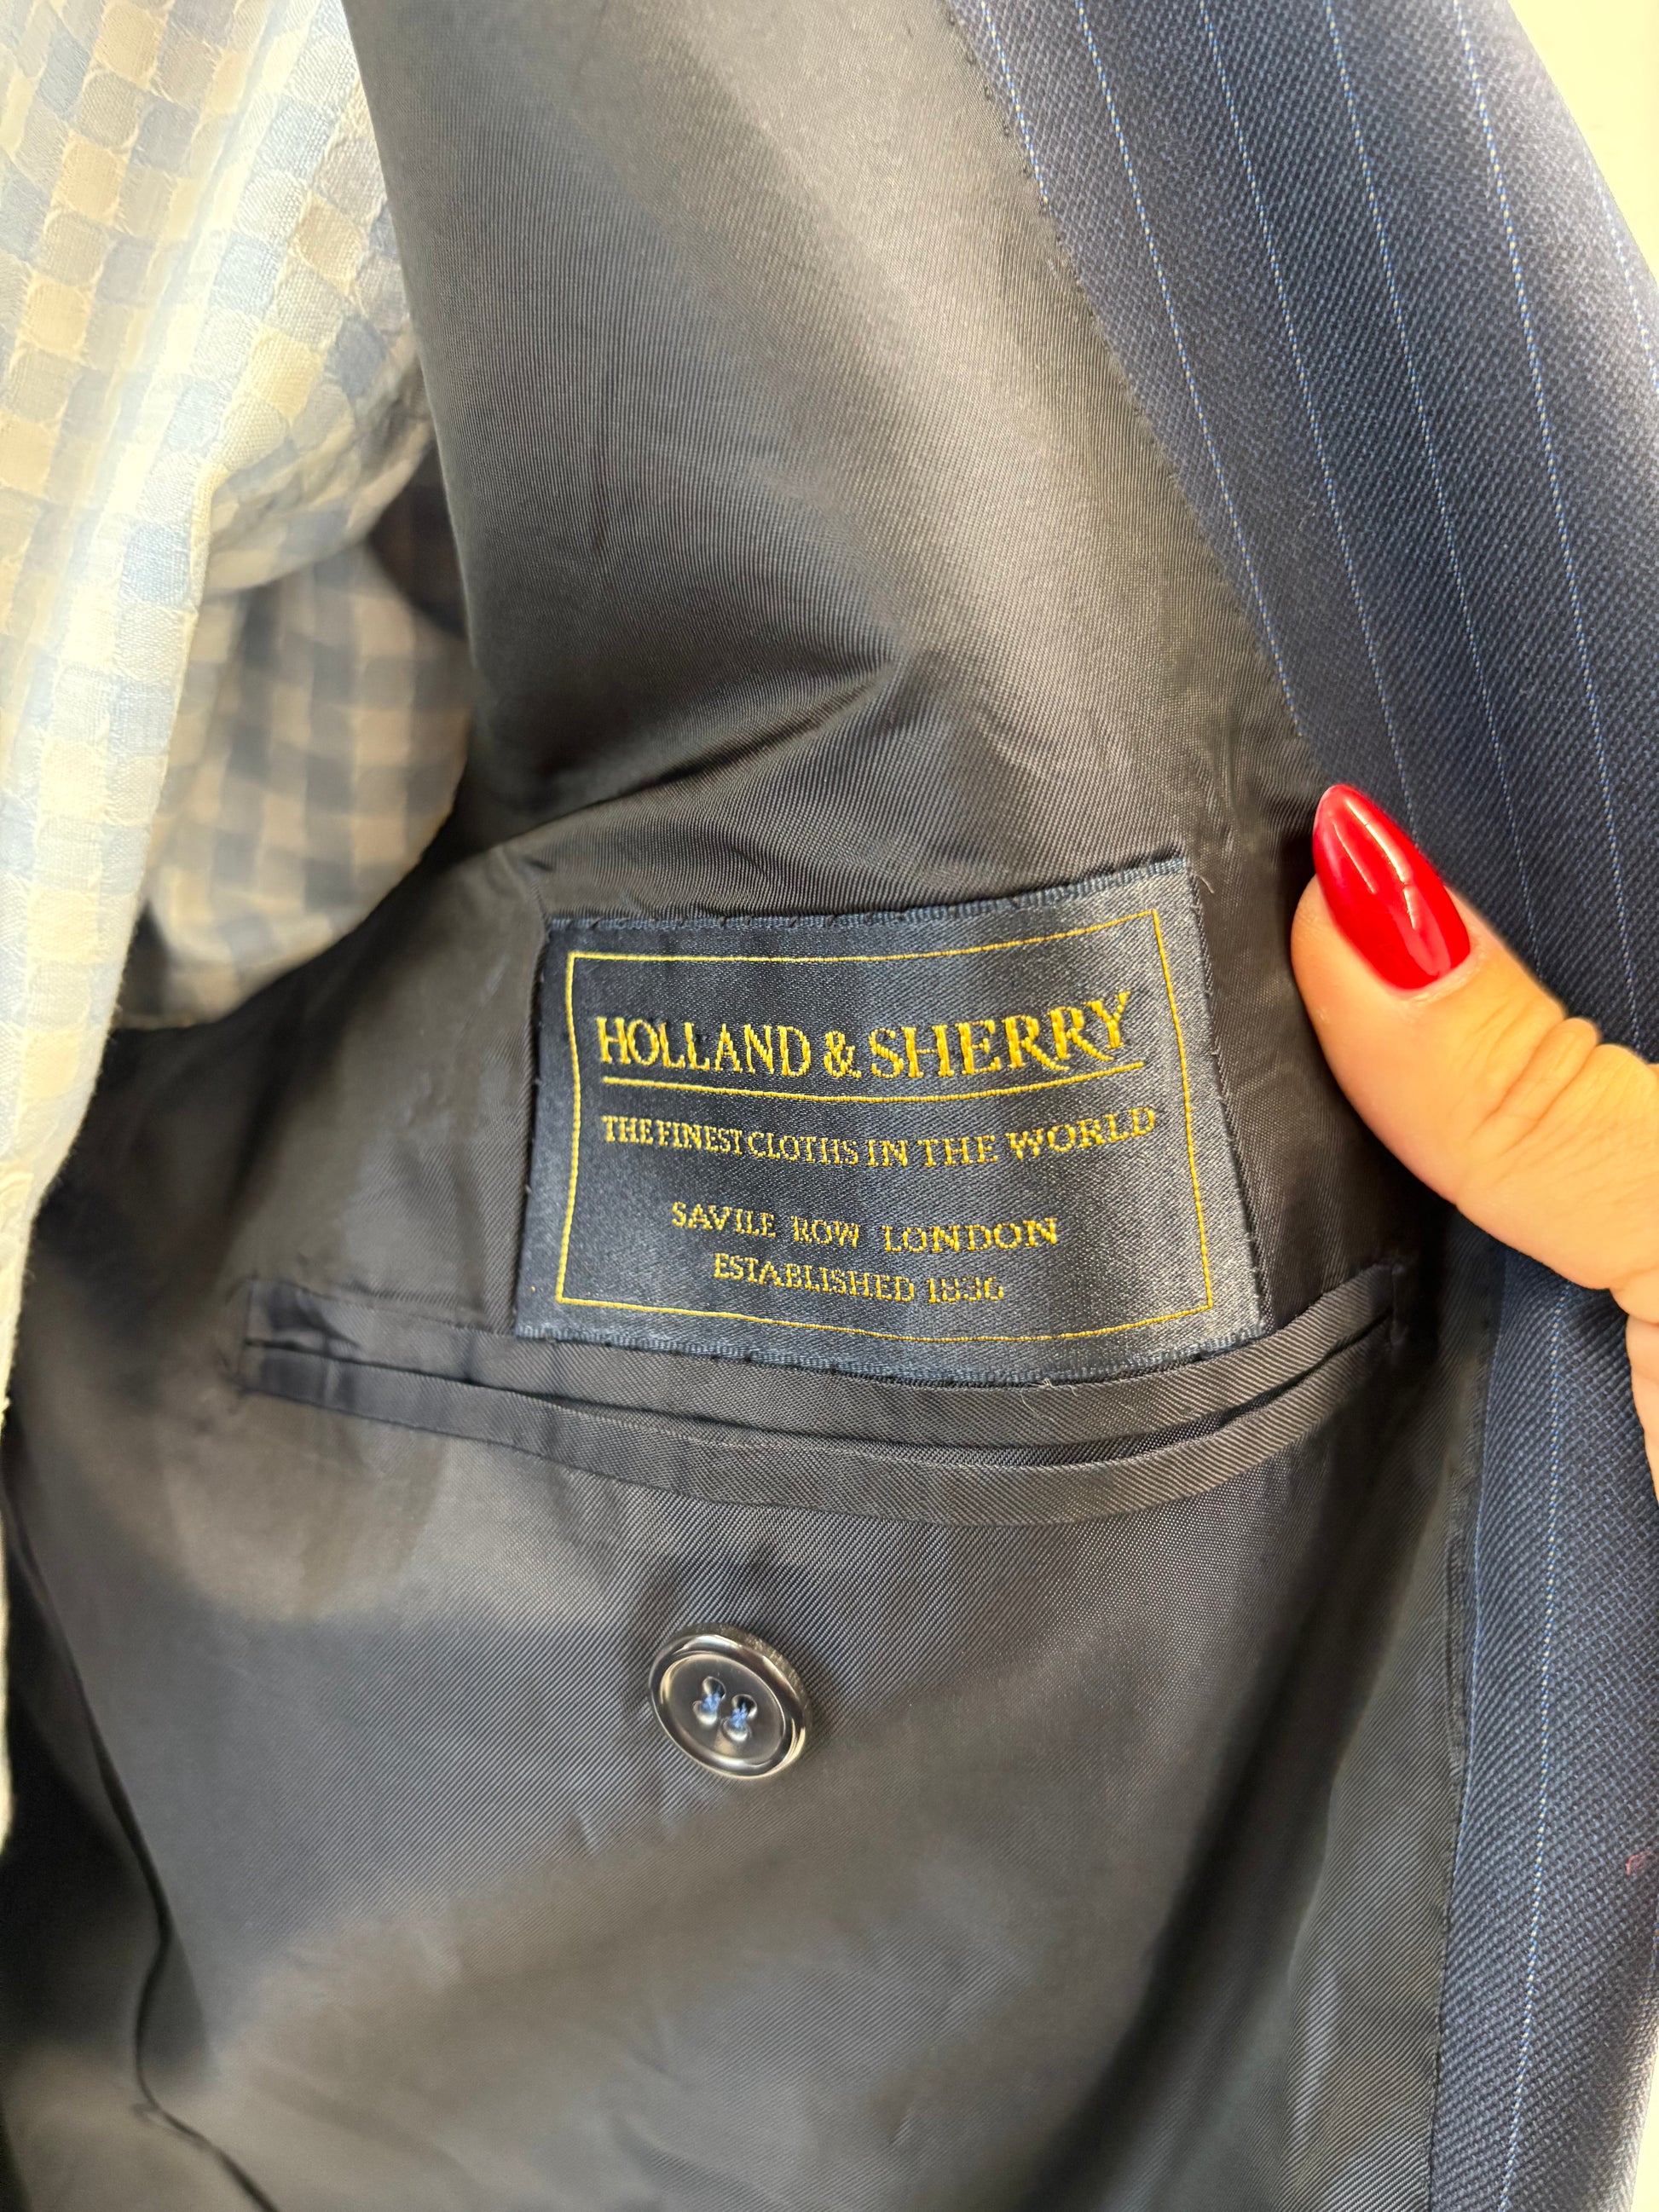 HOLLAND & SHERRY
THE FINEST CLOTHS IN THE WORLD
SAVILE ROW LONDON
ESTABLISHED 1836